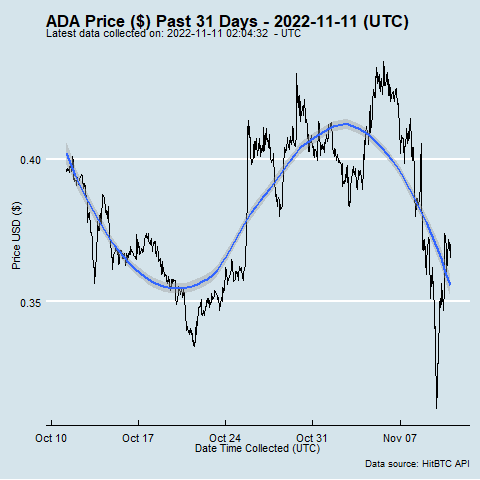 ADA Price ($) Past 31 Days - 2022-11-11 (UTC)
Latest data collected on: 2022-11-11 02:04:32 - UTC
Price USD ($)
0.40
0.35
Oct 10
Oct 17
Oct 24
Oct 31
Nov 07
Date Time Collected (UTC)
Data source: HitBTC API